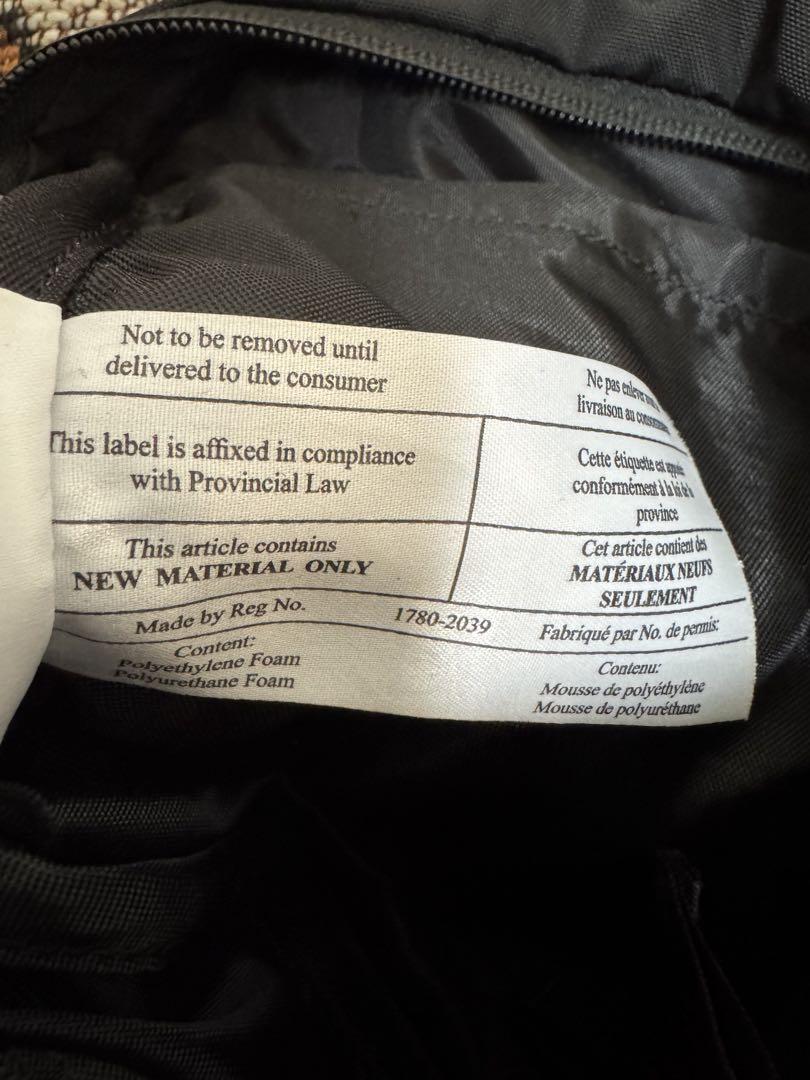 Not to be removed until
delivered to the consumer
Ne pas enlever
livraison au
This label is affixed in compliance
with Provincial Law
Cette étiquette est
conformément à la loi de la
province
This article contains
NEW MATERIAL ONLY
Cet article contient des
MATÉRIAUX NEUFS
SEULEMENT
Made by Reg No.
1780-2039
Fabriqué par No. de permis:
Content:
Polyethylene Foam
Polyurethane Foam
Contenu:
Mousse de polyéthylène
Mousse de polyuréthane